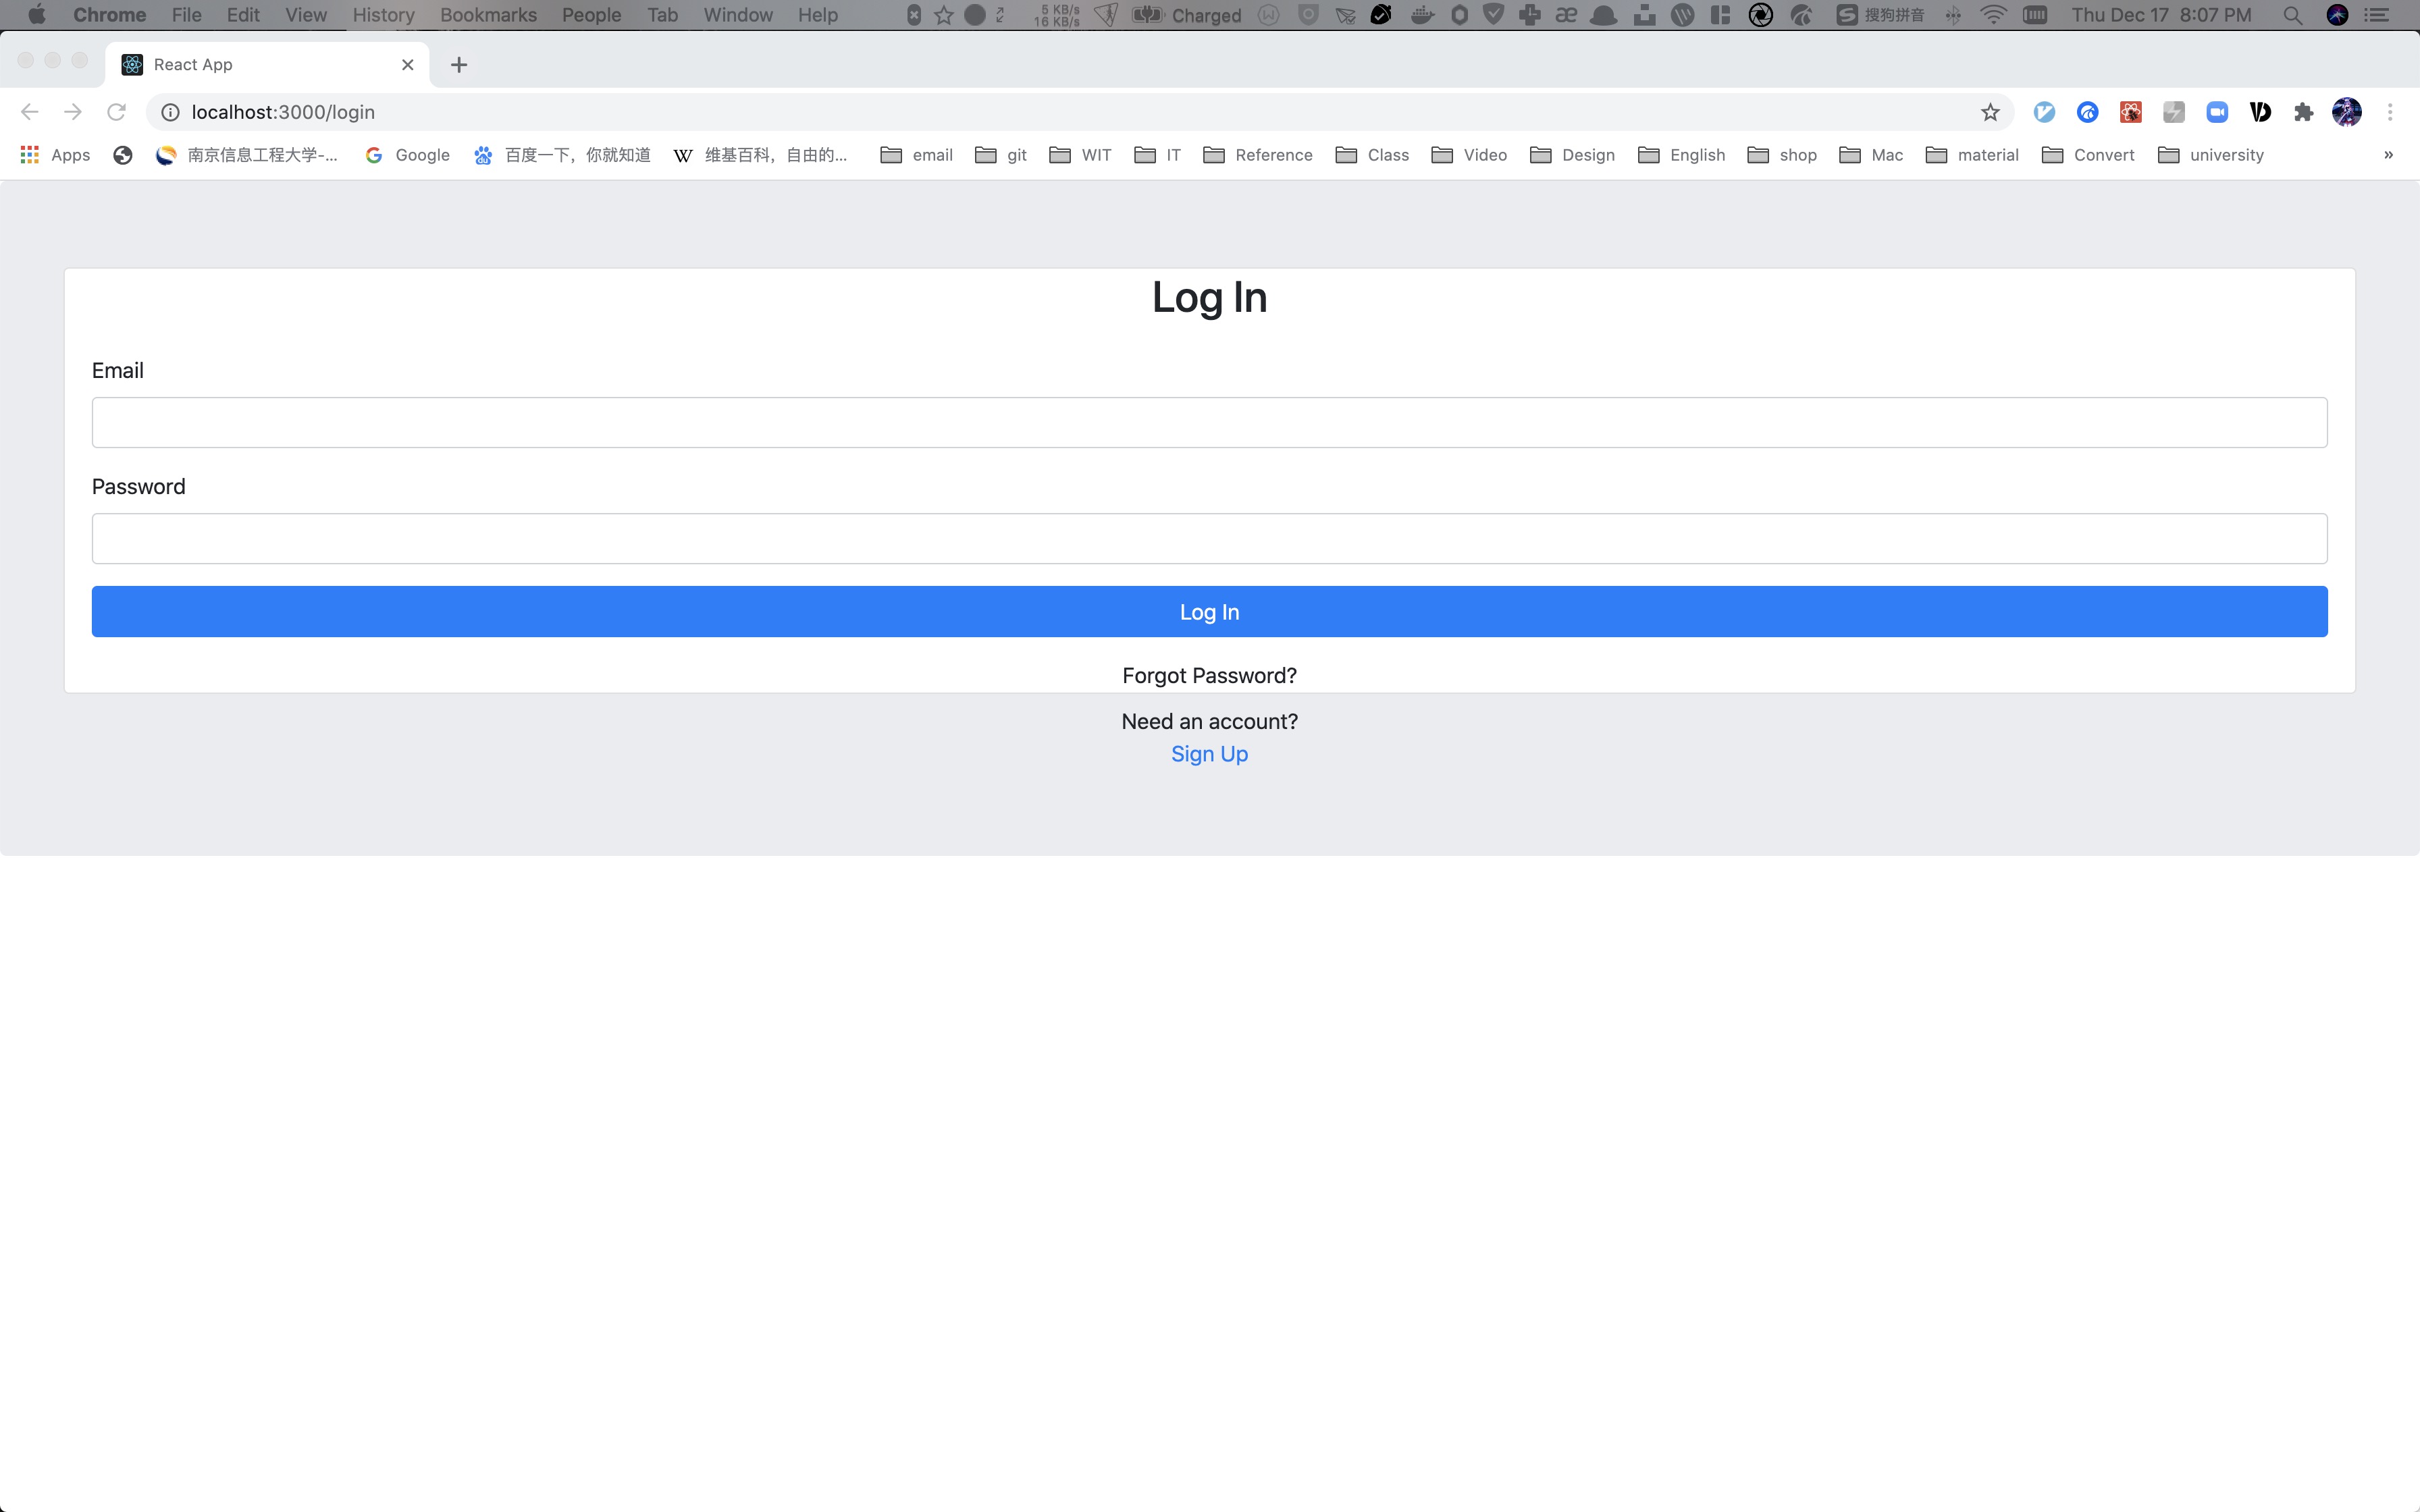 Chrome File Edit View History Bookmarks People Tab Window Help 5 KB/s 16 KB/s Charged 搜狗拼音 Thu Dec 17 8:07 PM
React App
localhost:3000/login
Apps 南京信息工程大学-... Google 百度一下，你就知道 维基百科，自由的... email git WIT IT Reference Class Video Design English shop Mac material Convert university »
Log In
Email
Password
Log In
Forgot Password?
Need an account?
Sign Up